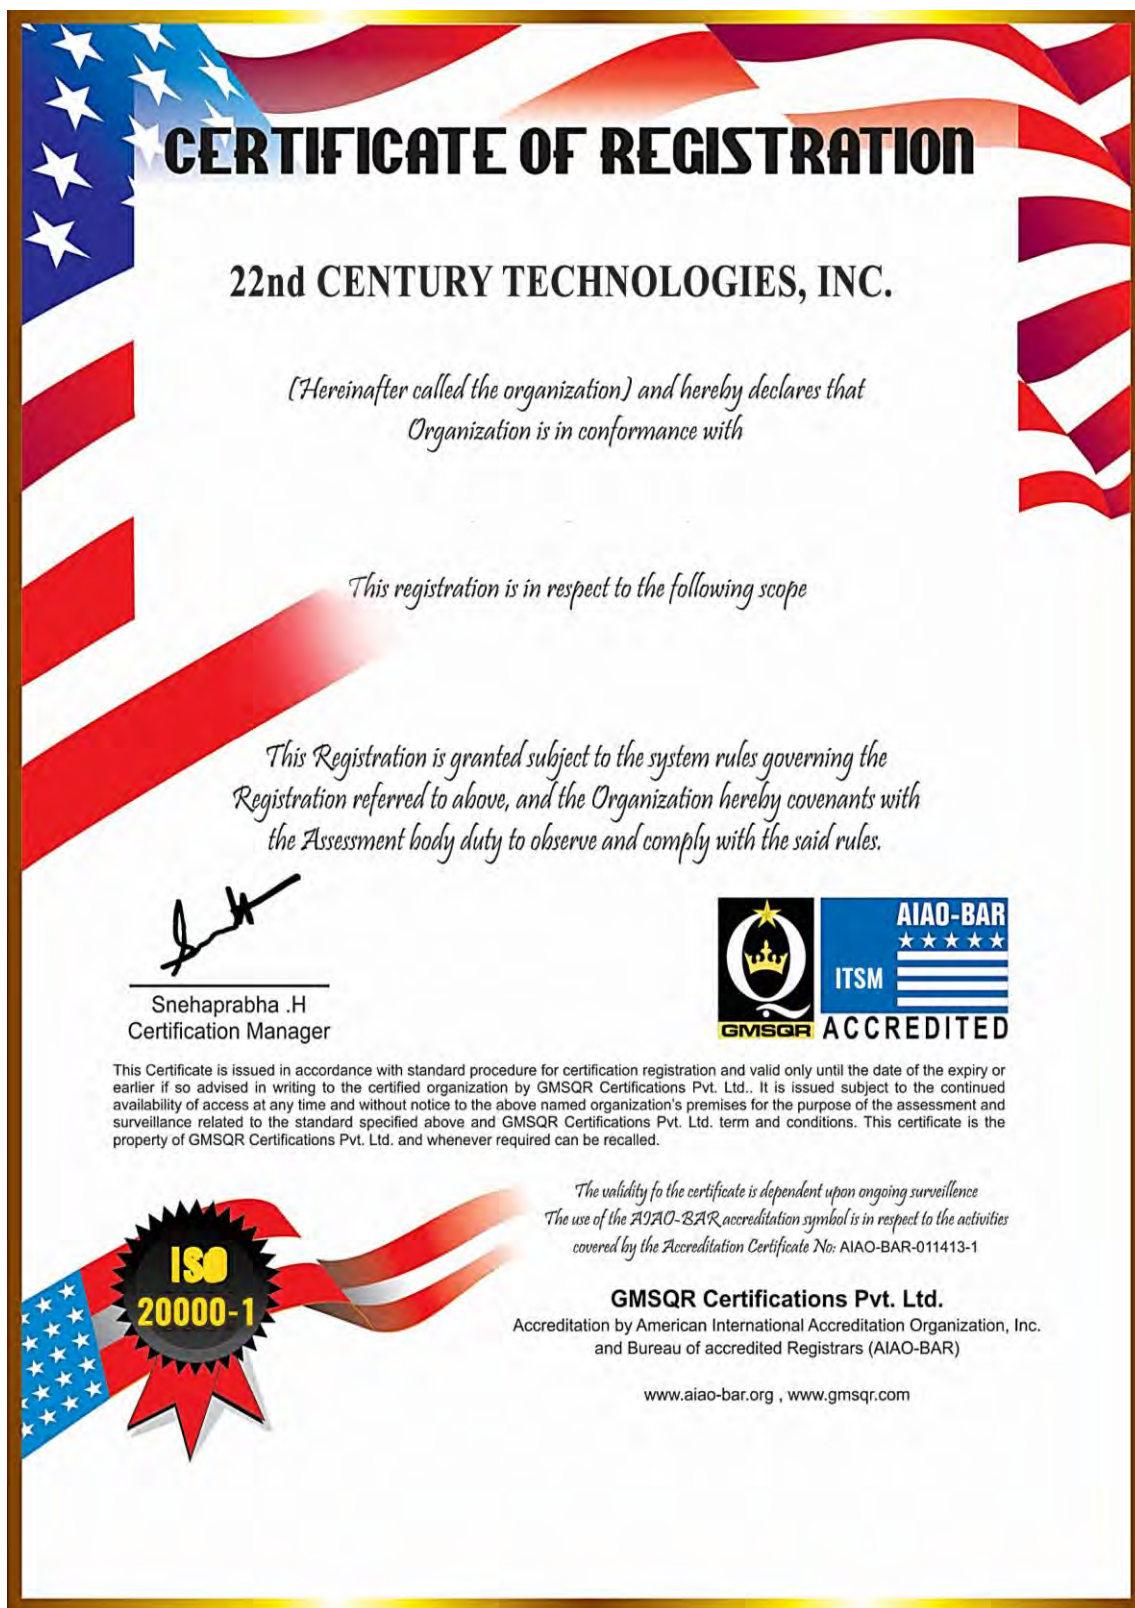 CERTIFICATE OF REGISTRATION
22nd CENTURY TECHNOLOGIES, INC.
(Hereinafter called the organization) and hereby declares that
Organization is in conformance with
This registration is in respect to the following scope
This Registration is granted subject to the system rules governing the
Registration referred to above, and the Organization hereby covenants with
the Assessment body duty to observe and comply with the said rules.
Snehaprabha .H
Certification Manager
GMSQR
AIAO-BAR
ITSM
ACCREDITED
This Certificate is issued in accordance with standard procedure for certification registration and valid only until the date of the expiry or
earlier if so advised in writing to the certified organization by GMSQR Certifications Pvt. Ltd.. It is issued subject to the continued
availability of access at any time and without notice to the above named organization's premises for the purpose of the assessment and
surveillance related to the standard specified above and GMSQR Certifications Pvt. Ltd. term and conditions. This certificate is the
property of GMSQR Certifications Pvt. Ltd. and whenever required can be recalled.
The validity fo the certificate is dependent upon ongoing surveillence
The use of the AIAO-BAR accreditation symbol is in respect to the activities
covered by the Accreditation Certificate No: AIAO-BAR-011413-1
ISO
20000-1
GMSQR Certifications Pvt. Ltd.
Accreditation by American International Accreditation Organization, Inc.
and Bureau of accredited Registrars (AIAO-BAR)
www.aiao-bar.org , www.gmsqr.com